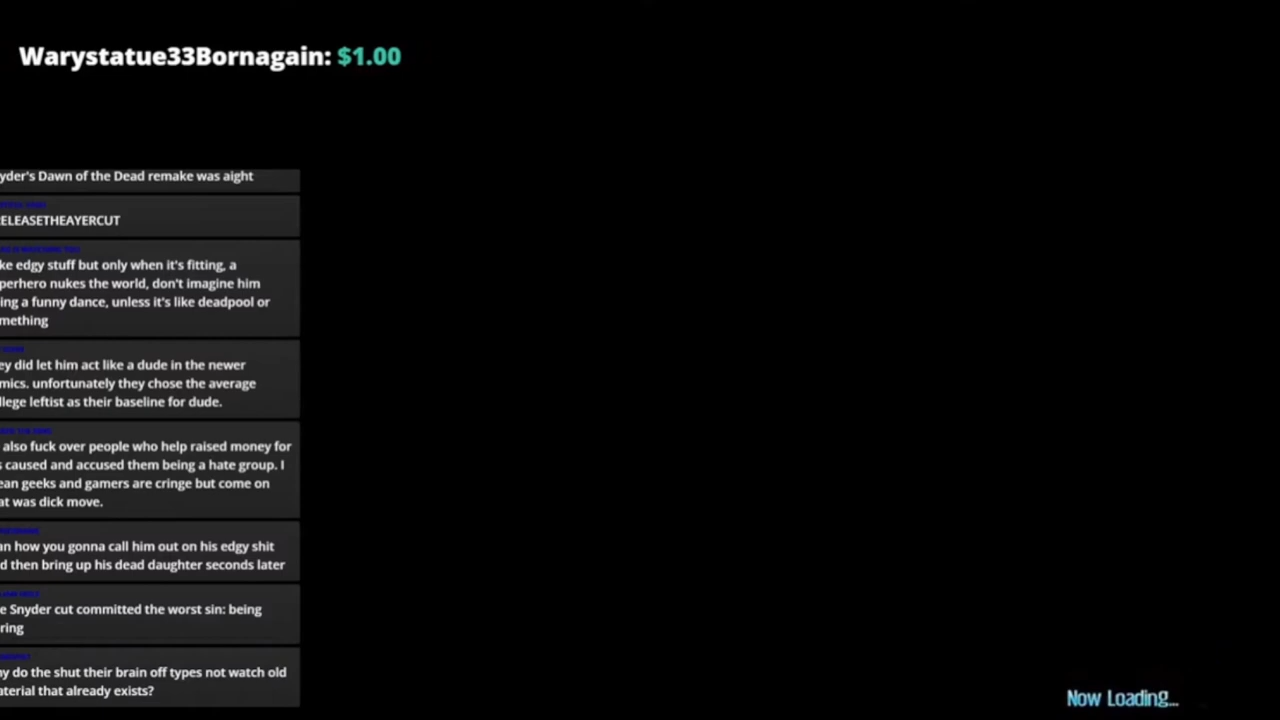 Warystatue33Bornagain: $1.00
yder's Dawn of the Dead remake was aight
ELEASETHEAYERCUT
ke edgy stuff but only when it's fitting, a
perhero nukes the world, don't imagine him
ing a funny dance, unless it's like deadpool or
mething
ey did let him act like a dude in the newer
mics. unfortunately they chose the average
llege leftist as their baseline for dude.
also fuck over people who help raised money for
s caused and accused them being a hate group. I
ean geeks and gamers are cringe but come on
at was dick move.
an how you gonna call him out on his edgy shit
d then bring up his dead daughter seconds later
e Snyder cut committed the worst sin: being
ring
hy do the shut their brain off types not watch old
aterial that already exists?
Now Loading...